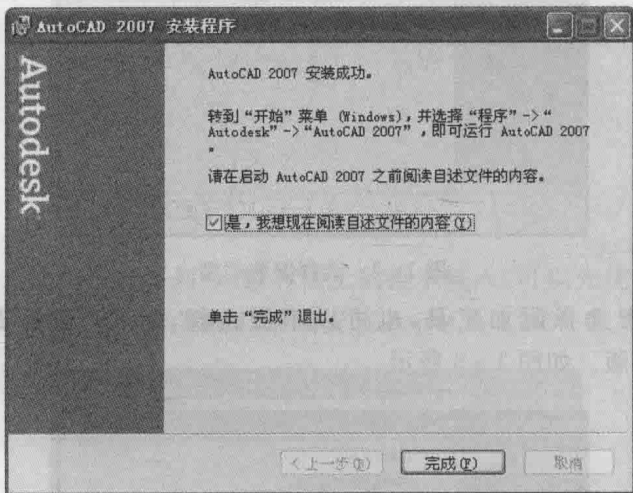 AutoCAD 2007 安装程序
Autodesk
AutoCAD 2007 安装成功。
转到“开始”菜单 (Windows)，并选择“程序”->“
Autodesk”->“AutoCAD 2007”，即可运行 AutoCAD 2007
。
请在启动 AutoCAD 2007 之前阅读自述文件的内容。
是，我想现在阅读自述文件的内容(Y)
单击“完成”退出。
<上一步(B) 完成(F) 取消